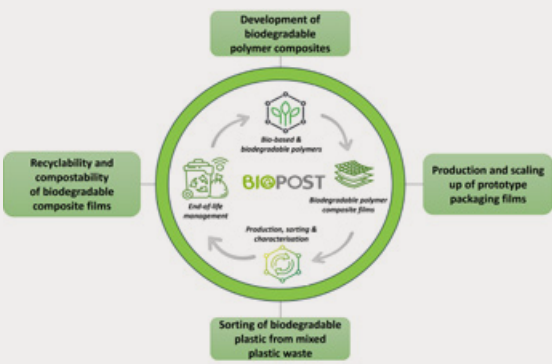 Development of
biodegradable
polymer composites
Bio-based &
biodegradable polymers
Recyclability and
compostability
of biodegradable
composite films
End-of-life
management
BIOPOST
Biodegradable polymer
composite films
Production and scaling
up of prototype
packaging films
Production, sorting &
characterisation
Sorting of biodegradable
plastic from mixed
plastic waste